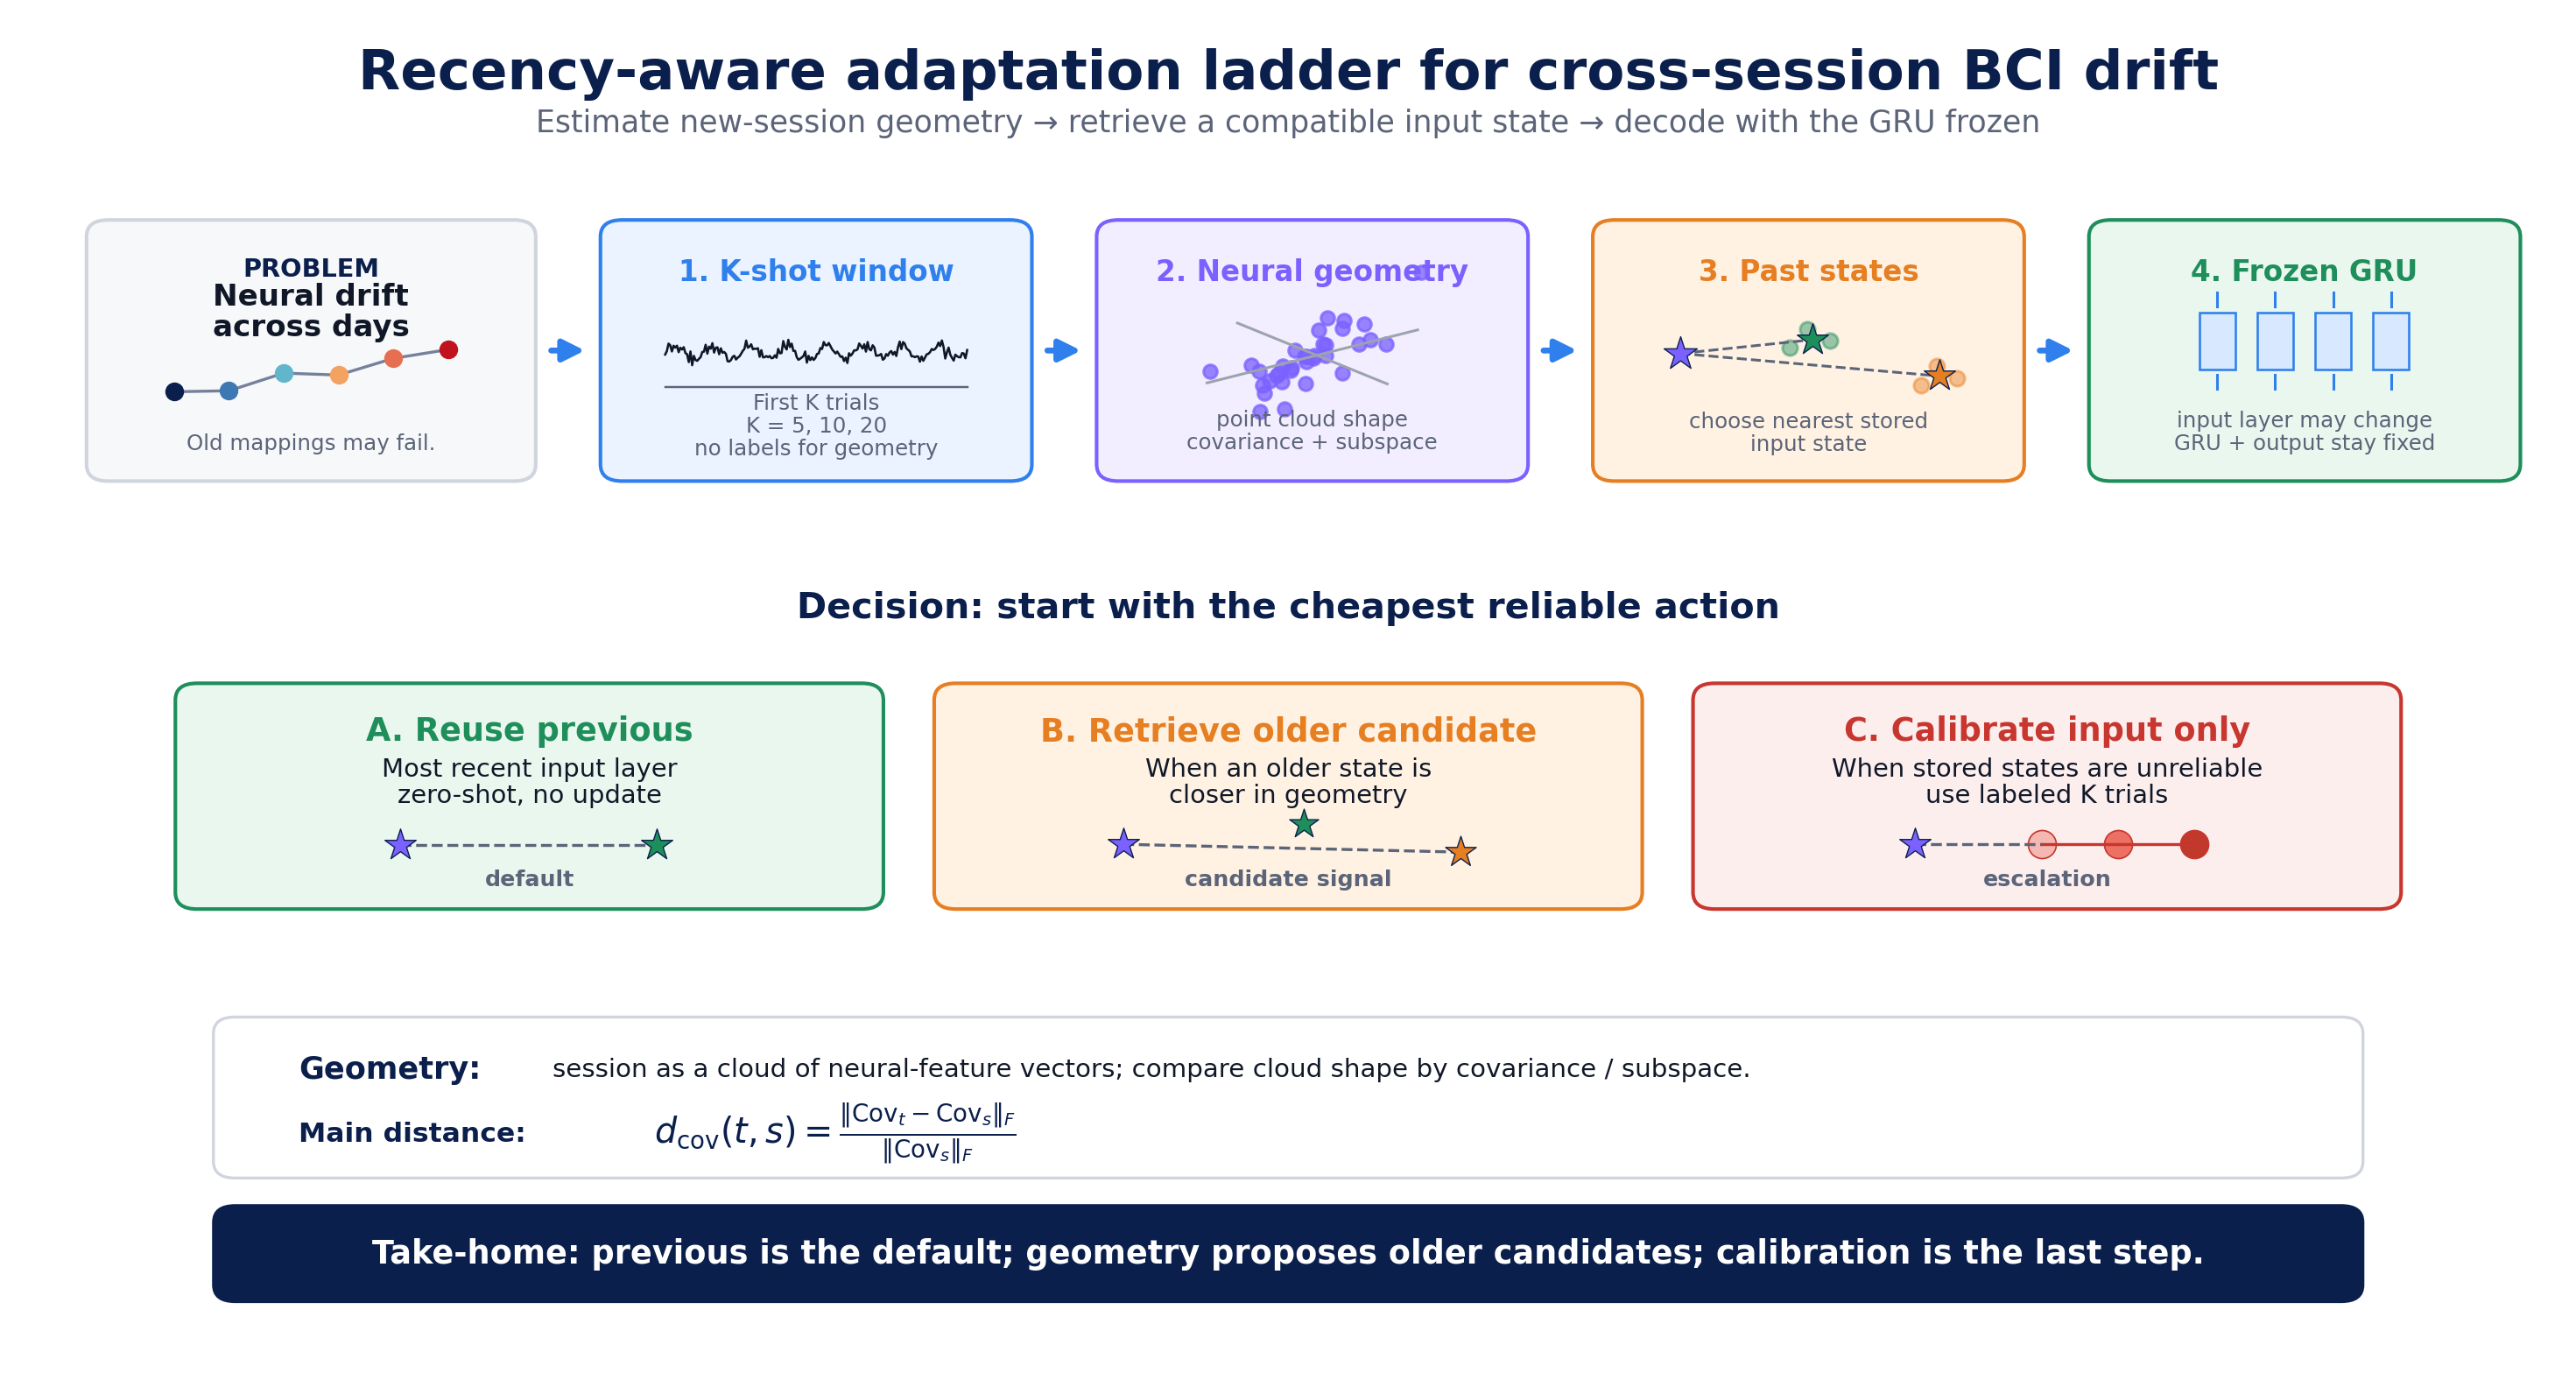 Recency-aware adaptation ladder for cross-session BCI drift
Estimate new-session geometry → retrieve a compatible input state → decode with the GRU frozen
PROBLEM
Neural drift
across days
Old mappings may fail.
1. K-shot window
First K trials
K = 5, 10, 20
no labels for geometry
2. Neural geometry
point cloud shape
covariance + subspace
3. Past states
choose nearest stored
input state
4. Frozen GRU
input layer may change
GRU + output stay fixed
Decision: start with the cheapest reliable action
A. Reuse previous
Most recent input layer
zero-shot, no update
default
B. Retrieve older candidate
When an older state is
closer in geometry
candidate signal
C. Calibrate input only
When stored states are unreliable
use labeled K trials
escalation
Geometry: session as a cloud of neural-feature vectors; compare cloud shape by covariance / subspace.
Main distance: d_cov(t, s) = ‖Cov_t − Cov_s‖_F / ‖Cov_s‖_F
Take-home: previous is the default; geometry proposes older candidates; calibration is the last step.